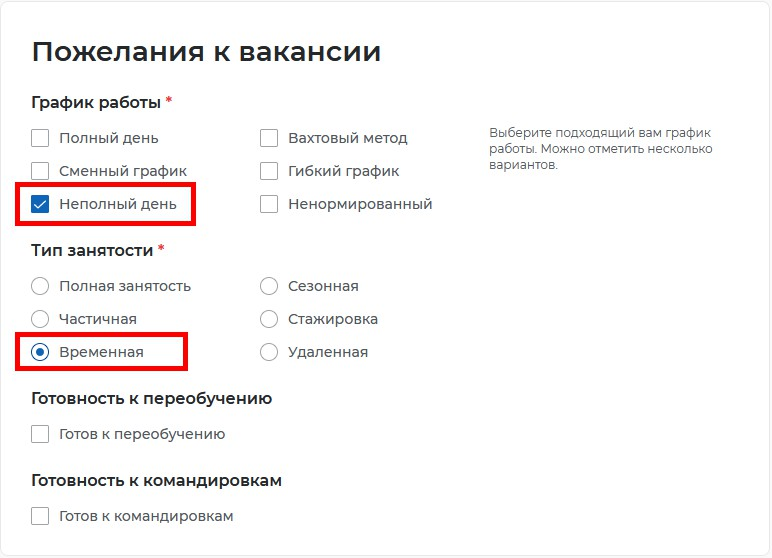 Пожелания к вакансии
График работы *
Полный день
Вахтовый метод
Сменный график
Гибкий график
Неполный день
Ненормированный
Выберите подходящий вам график
работы. Можно отметить несколько
вариантов.
Тип занятости *
Полная занятость
Сезонная
Частичная
Стажировка
Временная
Удаленная
Готовность к переобучению
Готов к переобучению
Готовность к командировкам
Готов к командировкам